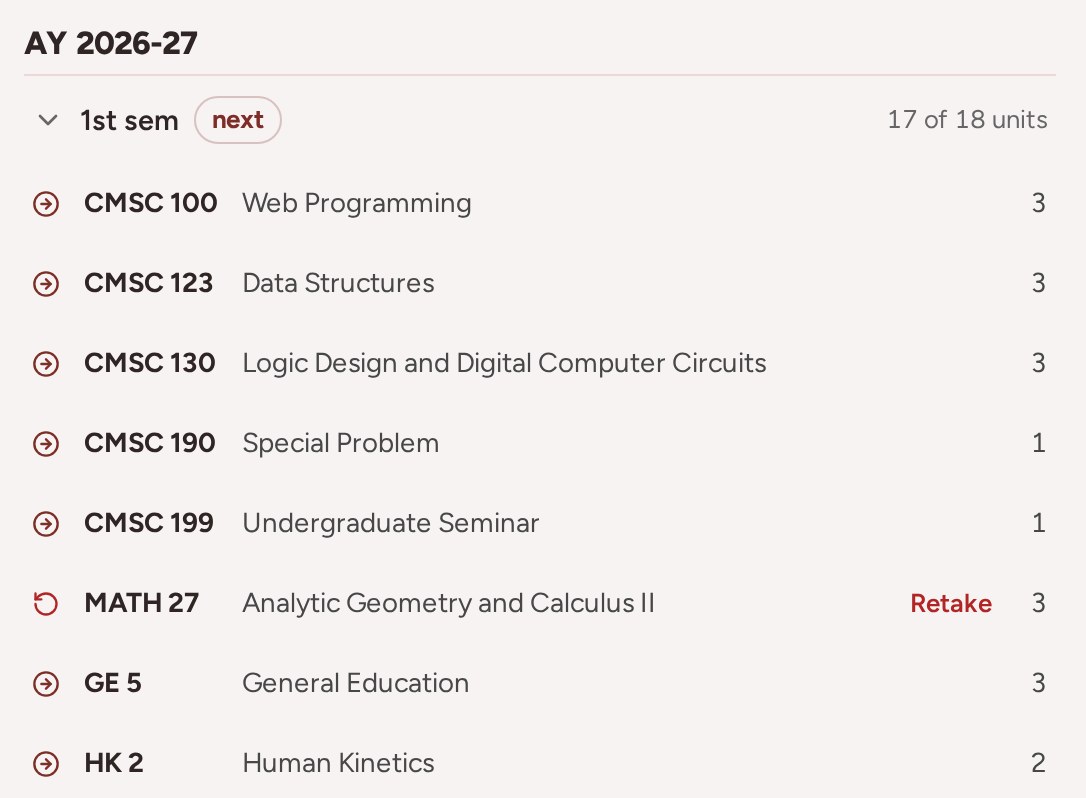 AY 2026-27
1st sem next 17 of 18 units
CMSC 100 Web Programming 3
CMSC 123 Data Structures 3
CMSC 130 Logic Design and Digital Computer Circuits 3
CMSC 190 Special Problem 1
CMSC 199 Undergraduate Seminar 1
MATH 27 Analytic Geometry and Calculus II Retake 3
GE 5 General Education 3
HK 2 Human Kinetics 2